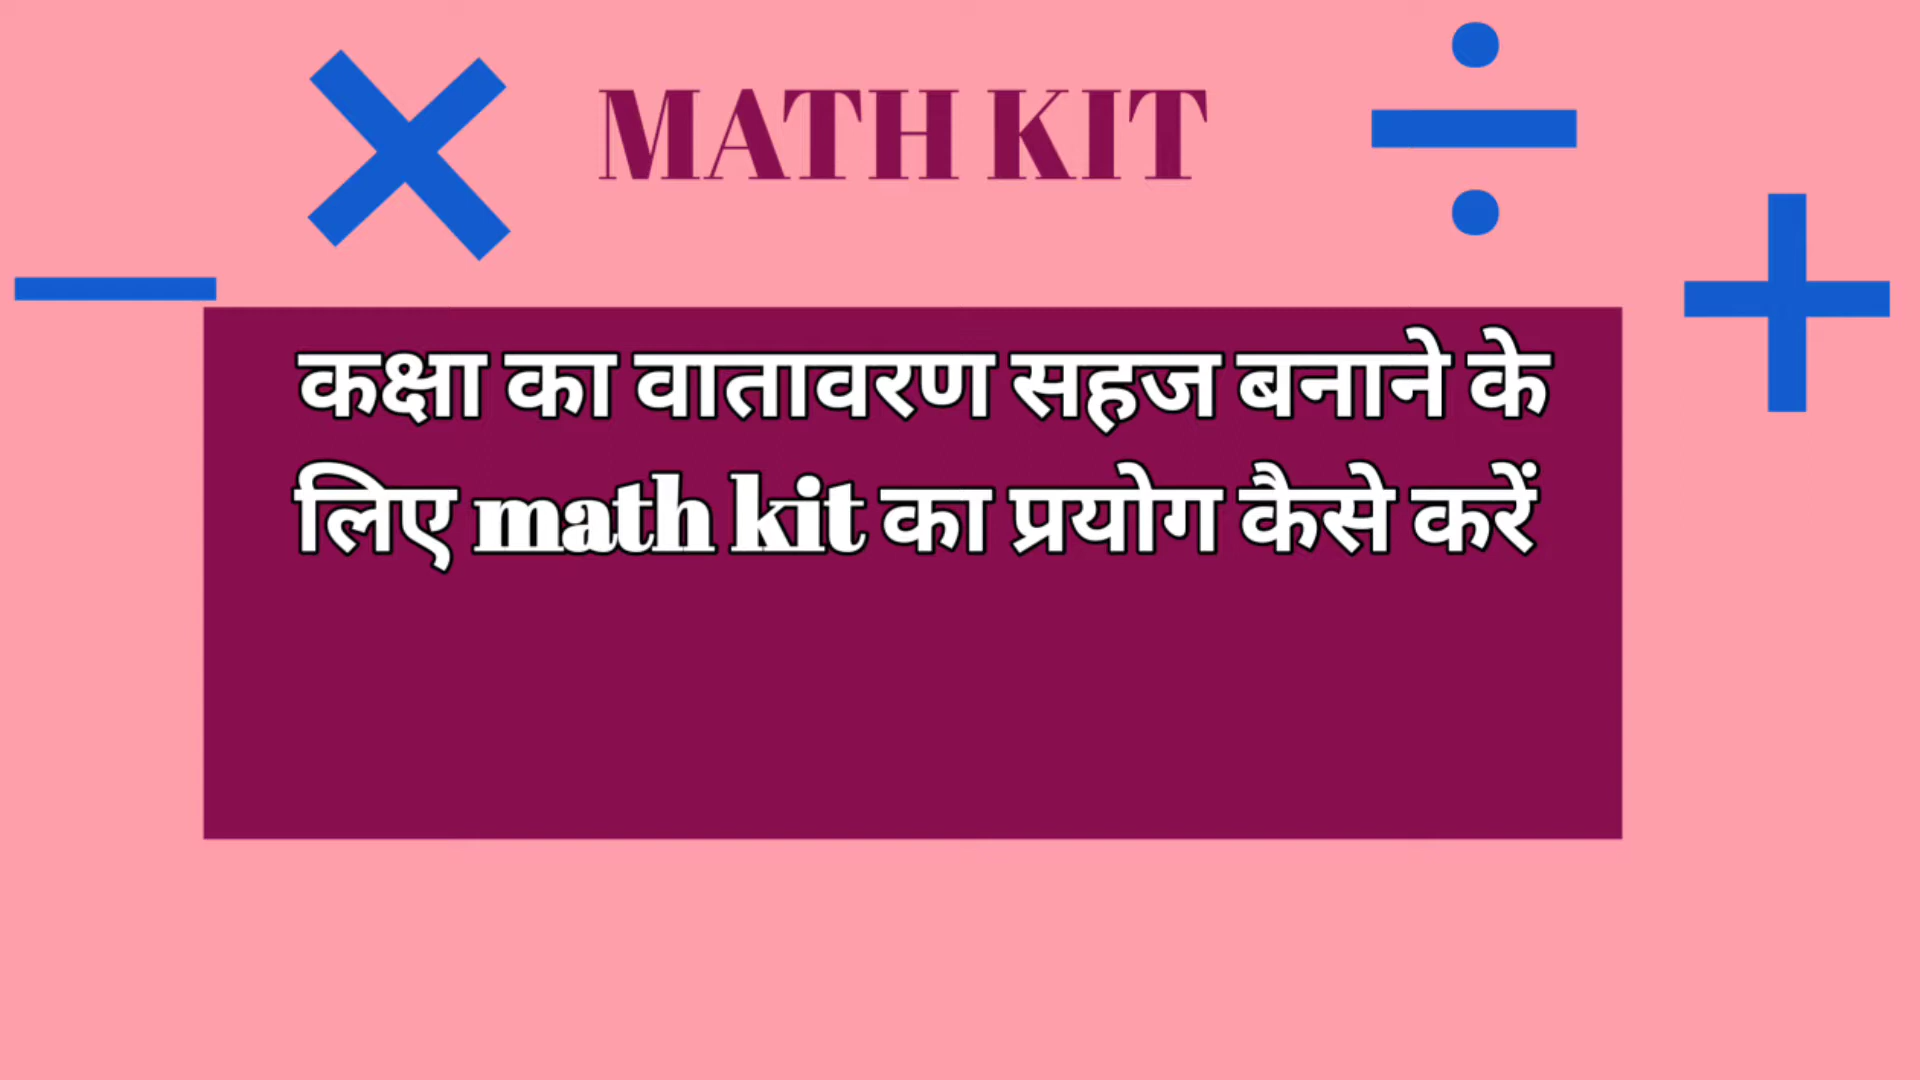 MATH KIT
कक्षा का वातावरण सहज बनाने के
लिए math kit का प्रयोग कैसे करें